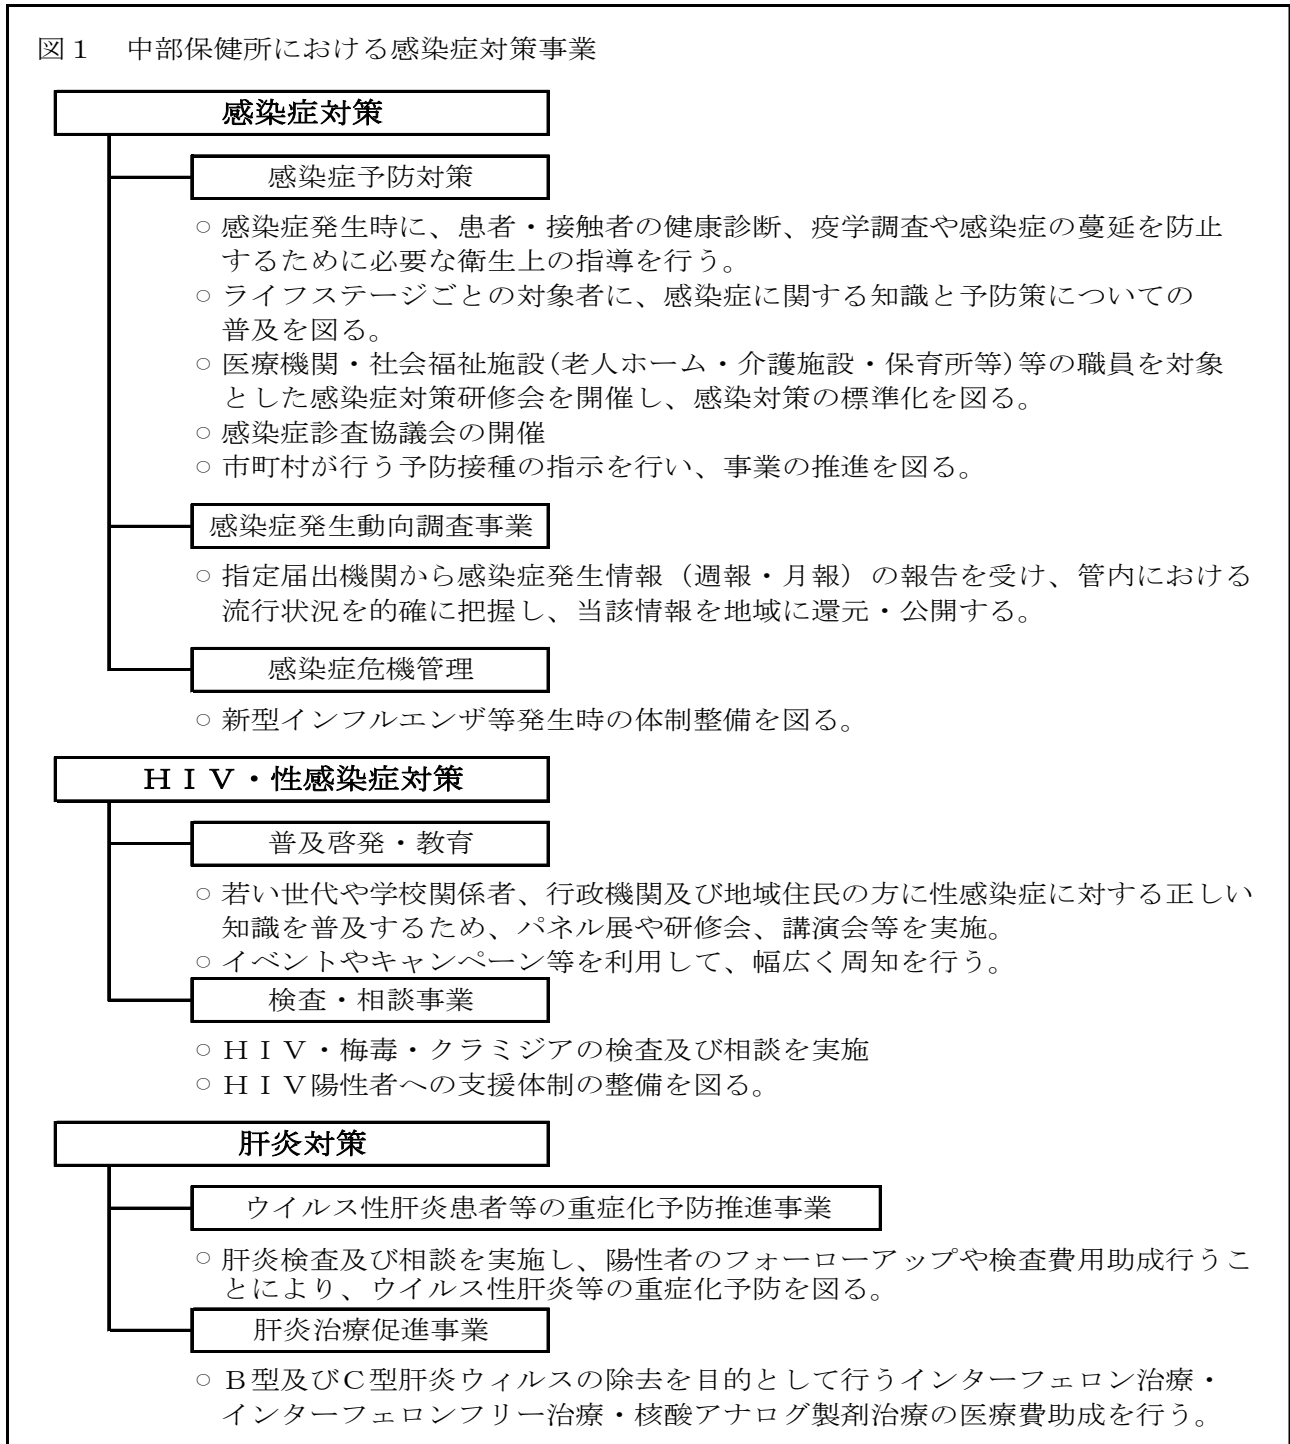 図１　中部保健所における感染症対策事業
感染症対策
感染症予防対策
○感染症発生時に、患者・接触者の健康診断、疫学調査や感染症の蔓延を防止
するために必要な衛生上の指導を行う。
○ライフステージごとの対象者に、感染症に関する知識と予防策についての
普及を図る。
○医療機関・社会福祉施設(老人ホーム・介護施設・保育所等)等の職員を対象
とした感染症対策研修会を開催し、感染対策の標準化を図る。
○感染症診査協議会の開催
○市町村が行う予防接種の指示を行い、事業の推進を図る。
感染症発生動向調査事業
○指定届出機関から感染症発生情報（週報・月報）の報告を受け、管内における
流行状況を的確に把握し、当該情報を地域に還元・公開する。
感染症危機管理
○新型インフルエンザ等発生時の体制整備を図る。
ＨＩＶ・性感染症対策
普及啓発・教育
○若い世代や学校関係者、行政機関及び地域住民の方に性感染症に対する正しい
知識を普及するため、パネル展や研修会、講演会等を実施。
○イベントやキャンペーン等を利用して、幅広く周知を行う。
検査・相談事業
○ＨＩＶ・梅毒・クラミジアの検査及び相談を実施
○ＨＩＶ陽性者への支援体制の整備を図る。
肝炎対策
ウイルス性肝炎患者等の重症化予防推進事業
○肝炎検査及び相談を実施し、陽性者のフォーローアップや検査費用助成行うこ
とにより、ウイルス性肝炎等の重症化予防を図る。
肝炎治療促進事業
○Ｂ型及びＣ型肝炎ウィルスの除去を目的として行うインターフェロン治療・
インターフェロンフリー治療・核酸アナログ製剤治療の医療費助成を行う。